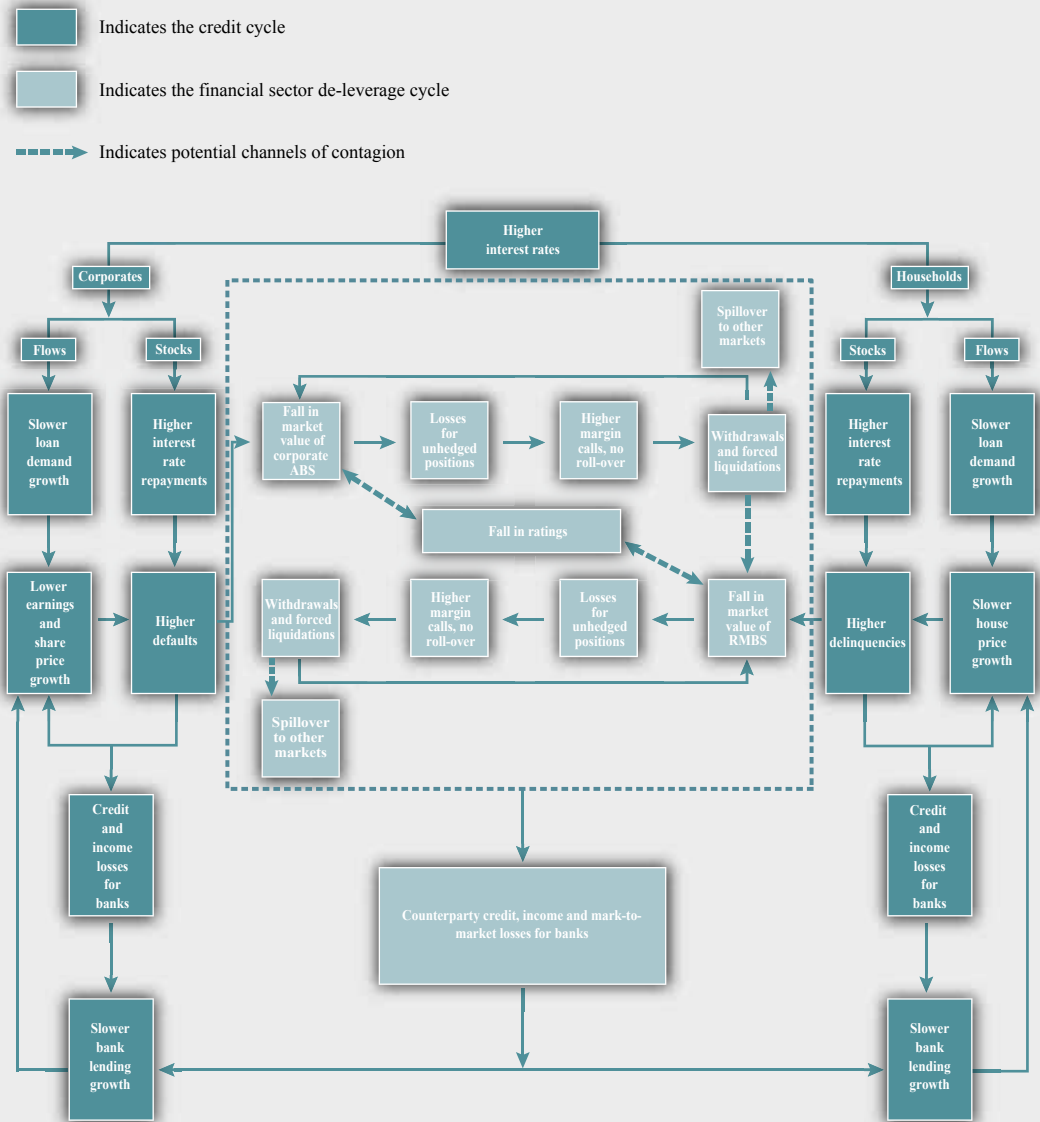 Indicates the credit cycle
Indicates the financial sector de-leverage cycle
Indicates potential channels of contagion
Higher
interest rates
Corporates
Households
Flows
Stocks
Stocks
Flows
Slower
loan
demand
growth
Higher
interest
rate
repayments
Fall in
market
value of
corporate
ABS
Losses
for
unhedged
positions
Higher
margin
calls, no
roll-over
Withdrawals
and forced
liquidations
Spillover
to other
markets
Higher
interest
rate
repayments
Slower
loan
demand
growth
Fall in ratings
Lower
earnings
and
share
price
growth
Higher
defaults
Withdrawals
and forced
liquidations
Higher
margin
calls, no
roll-over
Losses
for
unhedged
positions
Fall in
market
value of
RMBS
Higher
delinquencies
Slower
house
price
growth
Spillover
to other
markets
Credit
and
income
losses
for
banks
Counterparty credit, income and mark-to-
market losses for banks
Credit
and
income
losses
for
banks
Slower
bank
lending
growth
Slower
bank
lending
growth